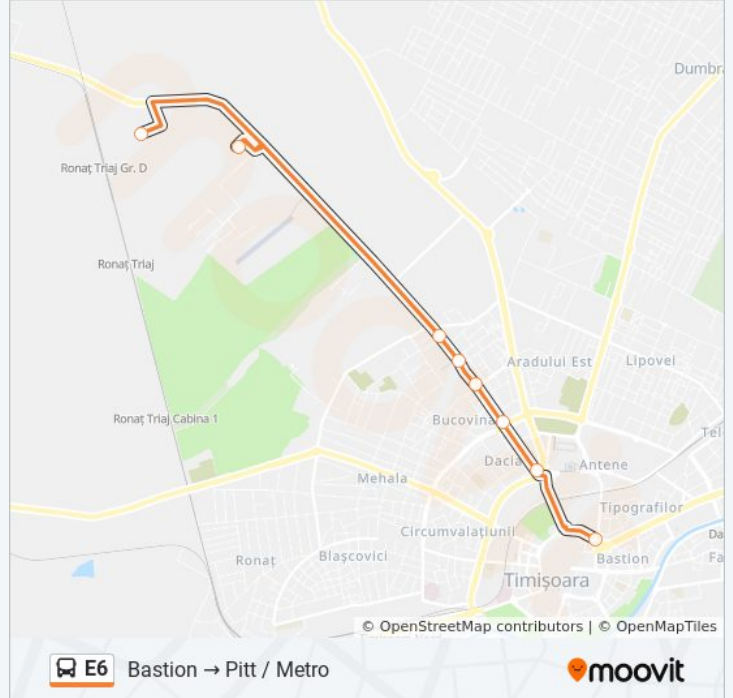 Dumbr
Ronaț Triaj Gr. D
Ronaț Triaj
Aradului Est
Lipovei
Ronaț Triaj Cabina 1
Bucovina
Tel
Dacia
Antene
Mehala
Tipografilor
Circumvalațiunii
Da
Ronaț
Blașcovici
Bastion
Fa
Timișoara
© OpenStreetMap contributors | © OpenMapTiles
E6 Bastion → Pitt / Metro
moovit